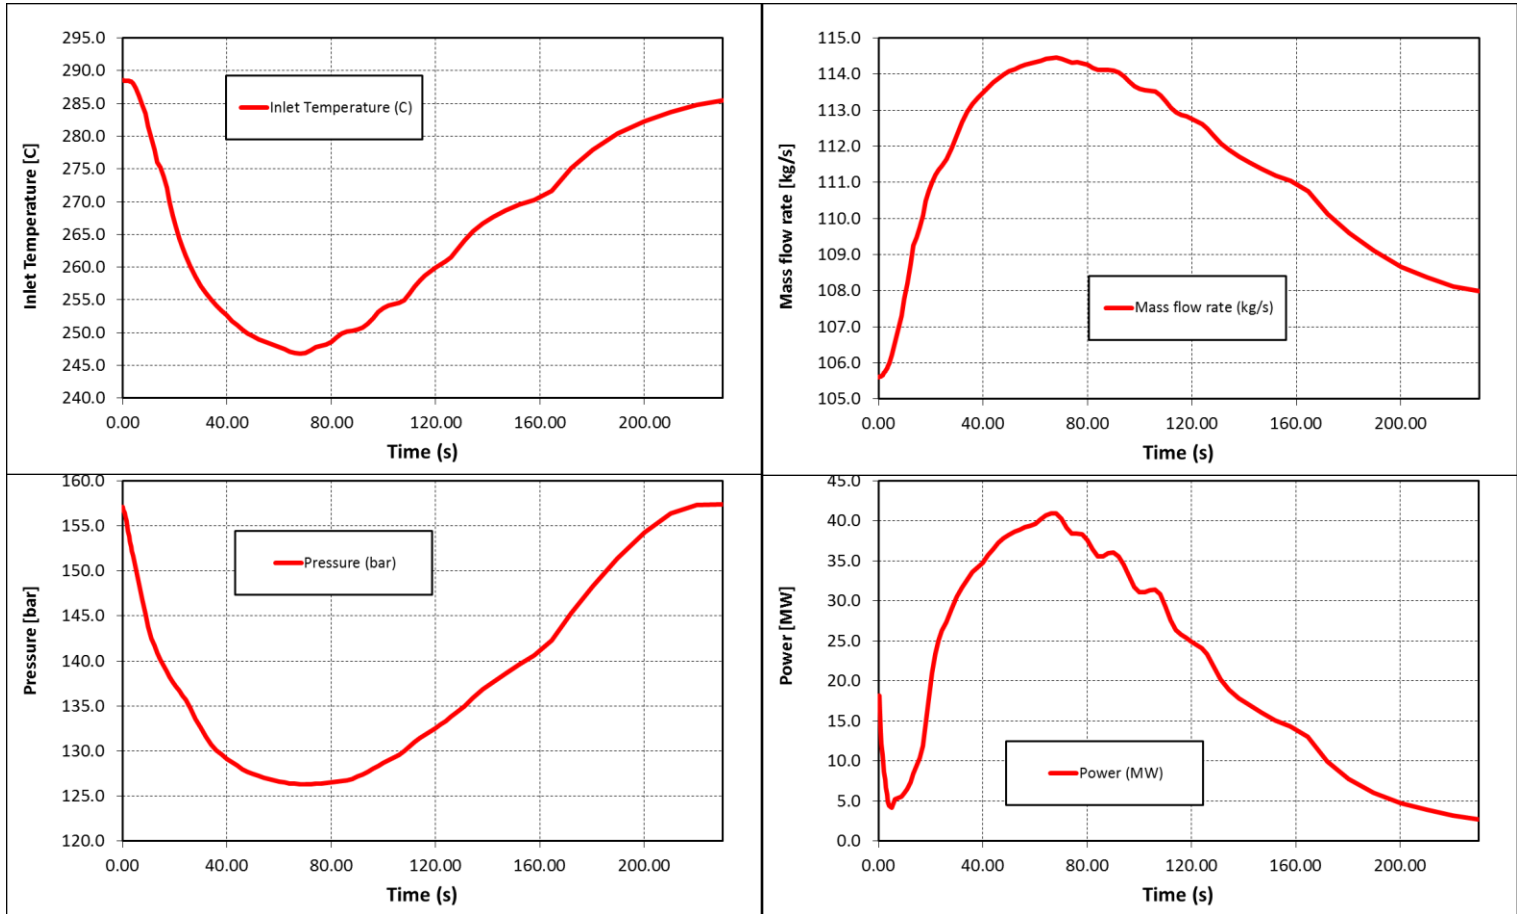 295.0
290.0
285.0
280.0
275.0
270.0
265.0
260.0
255.0
250.0
245.0
240.0
Inlet Temperature [C]
Inlet Temperature (C)
0.00 40.00 80.00 120.00 160.00 200.00
Time (s)
115.0
114.0
113.0
112.0
111.0
110.0
109.0
108.0
107.0
106.0
105.0
Mass flow rate [kg/s]
Mass flow rate (kg/s)
0.00 40.00 80.00 120.00 160.00 200.00
Time (s)
160.0
155.0
150.0
145.0
140.0
135.0
130.0
125.0
120.0
Pressure [bar]
Pressure (bar)
0.00 40.00 80.00 120.00 160.00 200.00
Time (s)
45.0
40.0
35.0
30.0
25.0
20.0
15.0
10.0
5.0
0.0
Power [MW]
Power (MW)
0.00 40.00 80.00 120.00 160.00 200.00
Time (s)